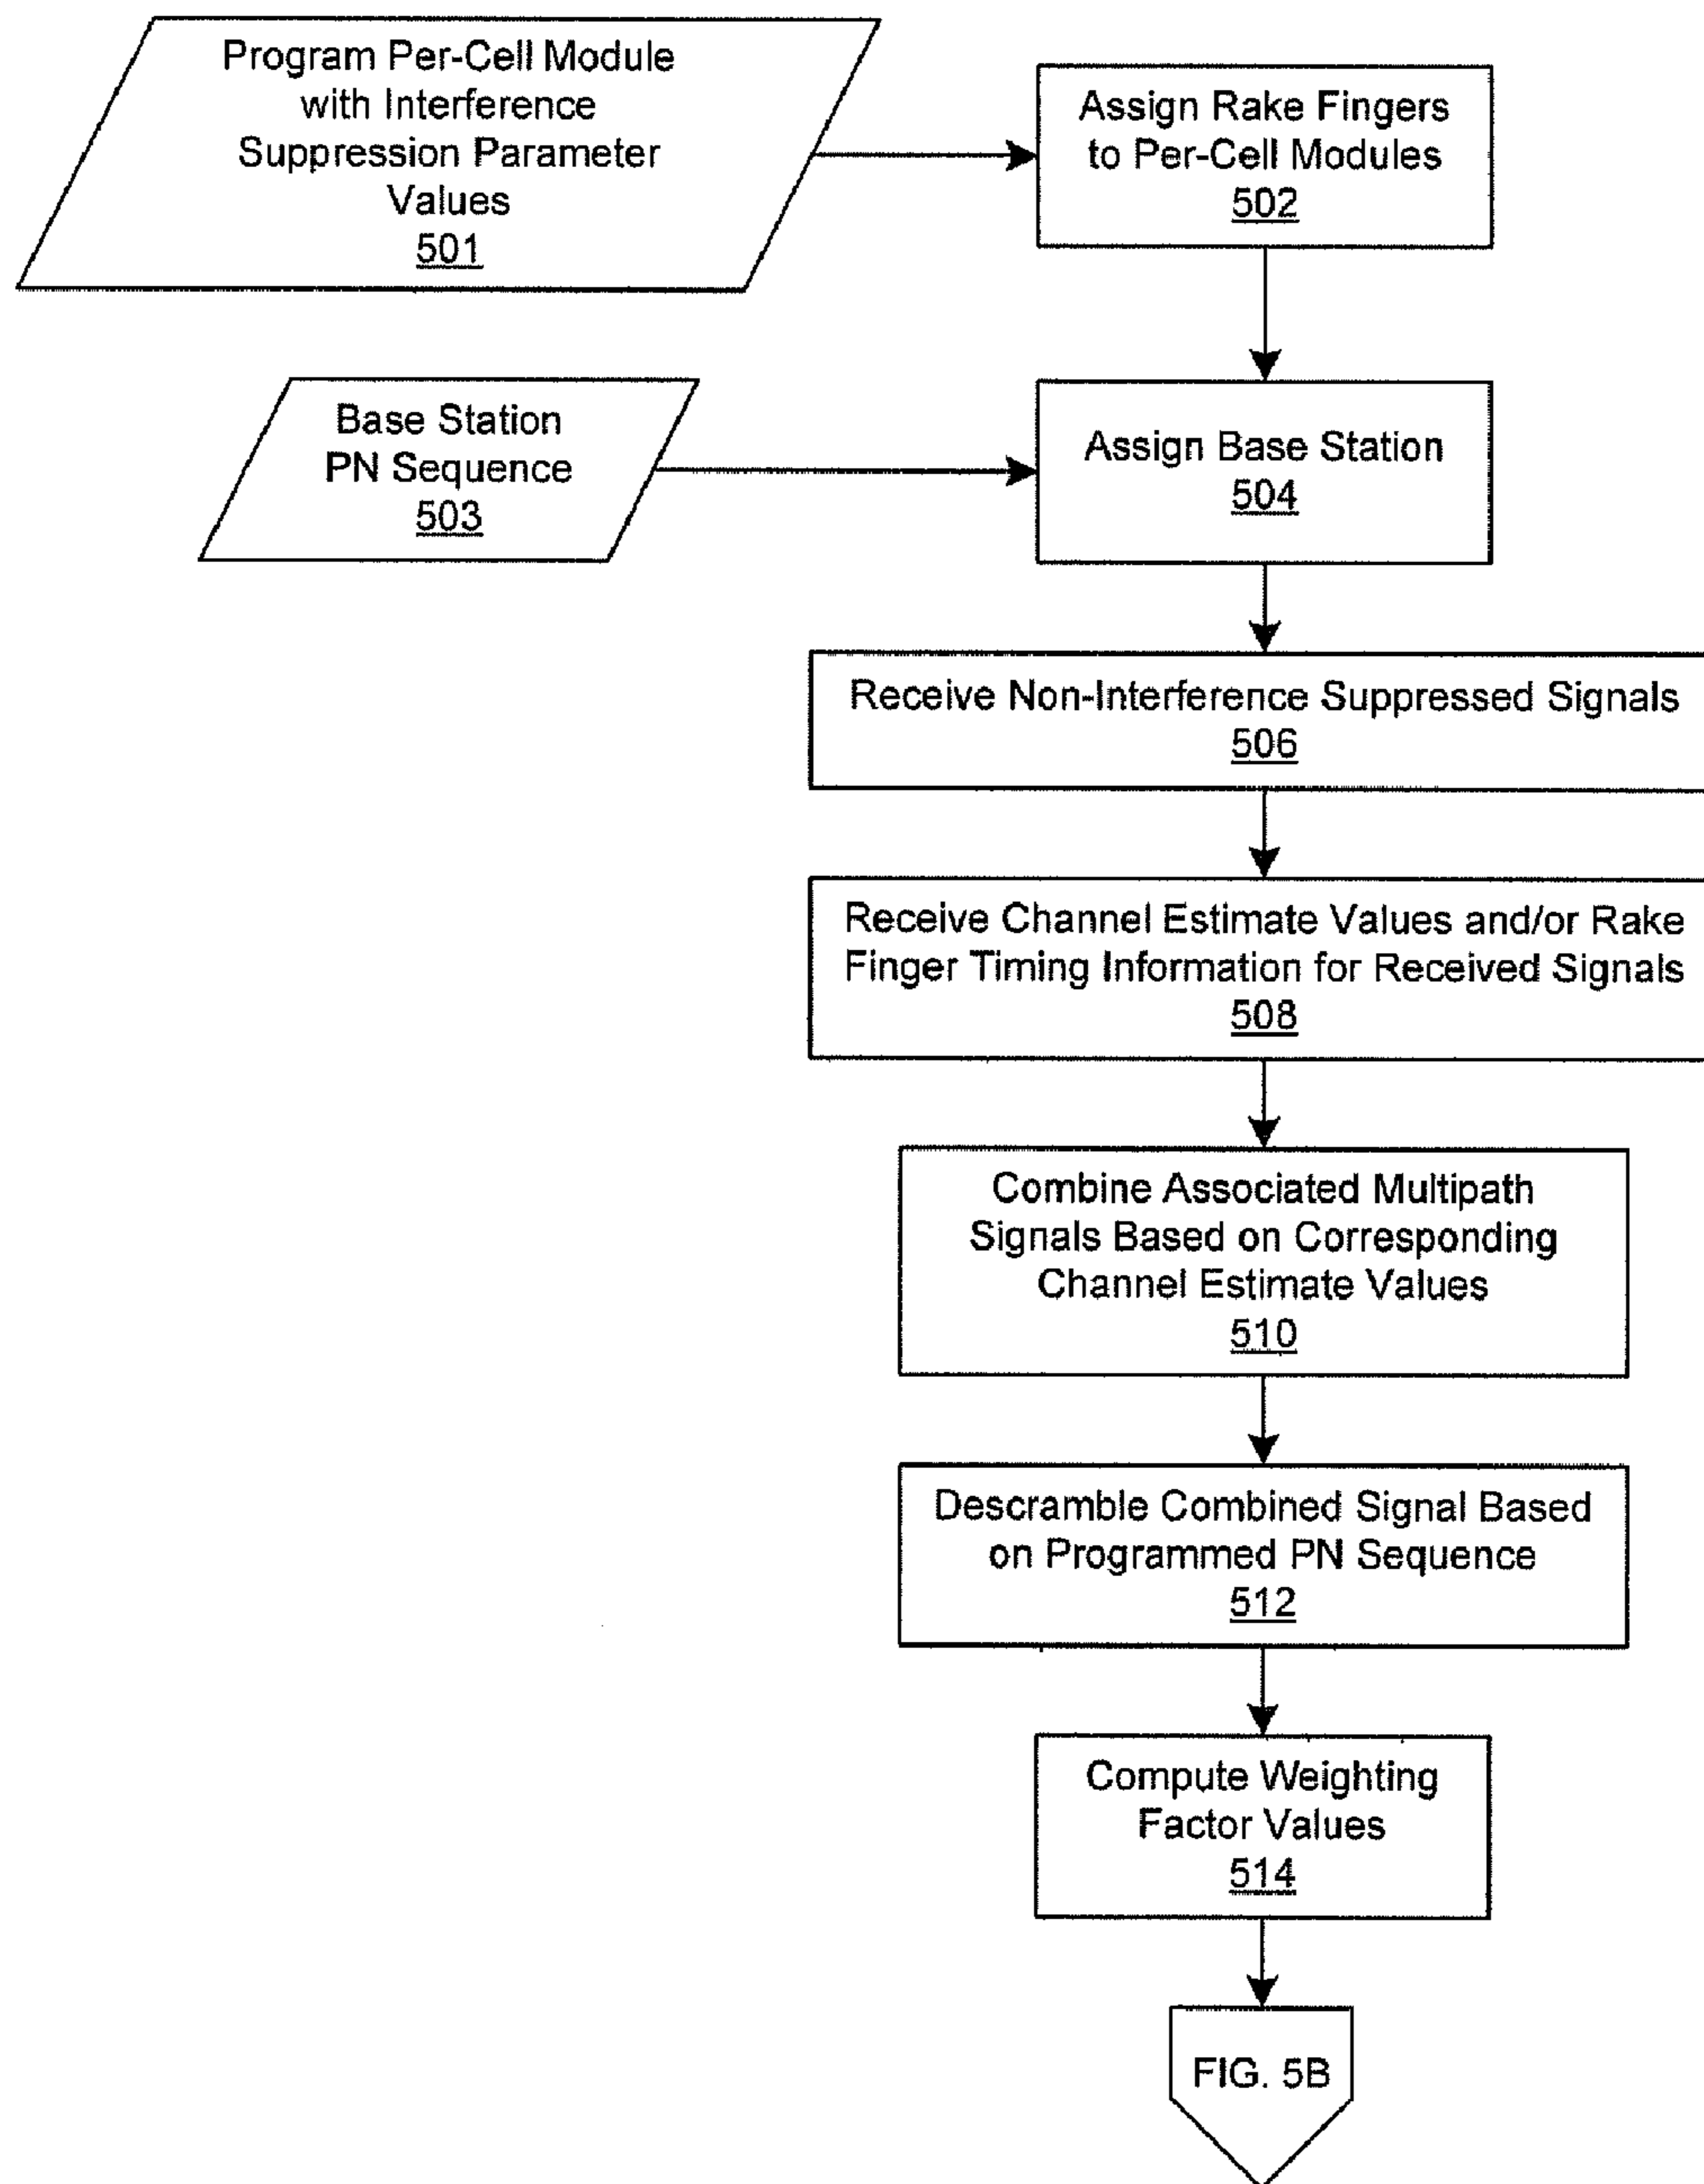 Program Per-Cell Module
with Interference
Suppression Parameter
Values
501
Assign Rake Fingers
to Per-Cell Modules
502
Base Station
PN Sequence
503
Assign Base Station
504
Receive Non-Interference Suppressed Signals
506
Receive Channel Estimate Values and/or Rake
Finger Timing Information for Received Signals
508
Combine Associated Multipath
Signals Based on Corresponding
Channel Estimate Values
510
Descramble Combined Signal Based
on Programmed PN Sequence
512
Compute Weighting
Factor Values
514
FIG. 5B